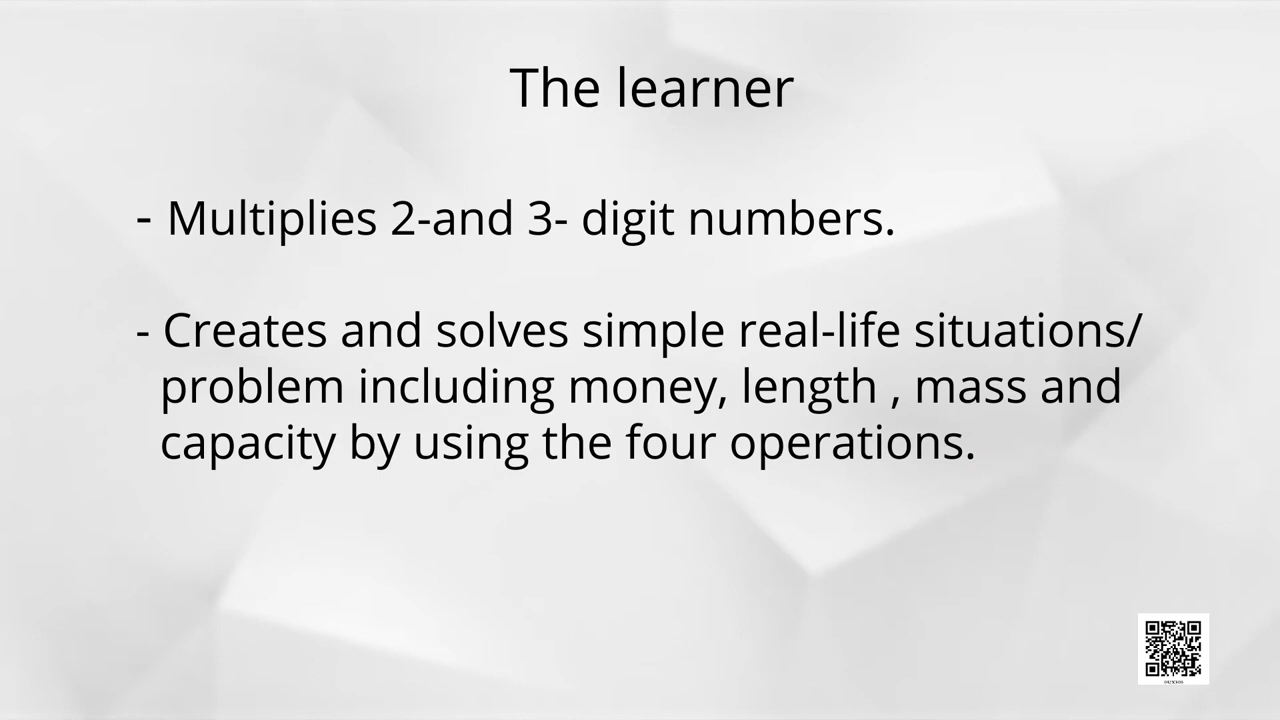 The learner
- Multiplies 2-and 3- digit numbers.
- Creates and solves simple real-life situations/
problem including money, length , mass and
capacity by using the four operations.